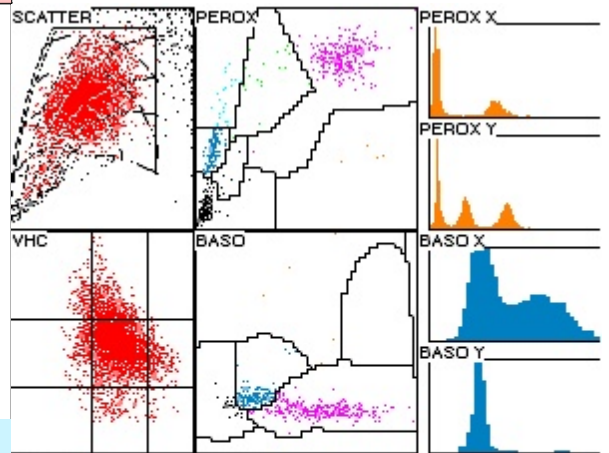 SCATTER
PEROX
PEROX X
PEROX Y
VHC
BASO
BASO X
BASO Y